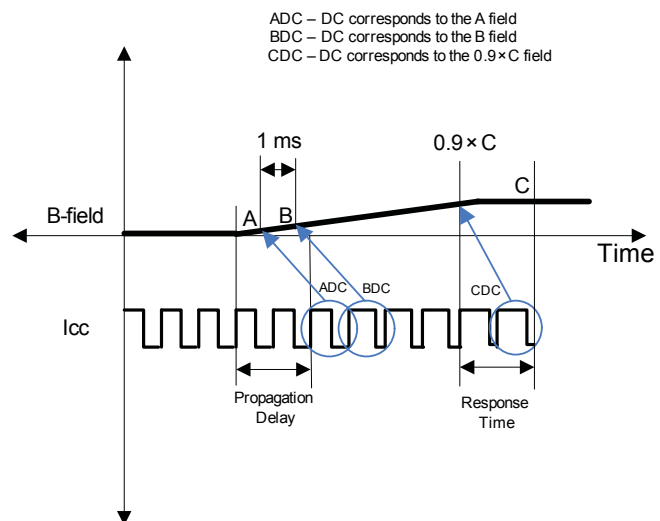 ADC – DC corresponds to the A field
BDC – DC corresponds to the B field
CDC – DC corresponds to the 0.9 × C field
1 ms
0.9 × C
A
B
C
B-field
Time
ADC
BDC
CDC
Icc
Propagation
Delay
Response
Time